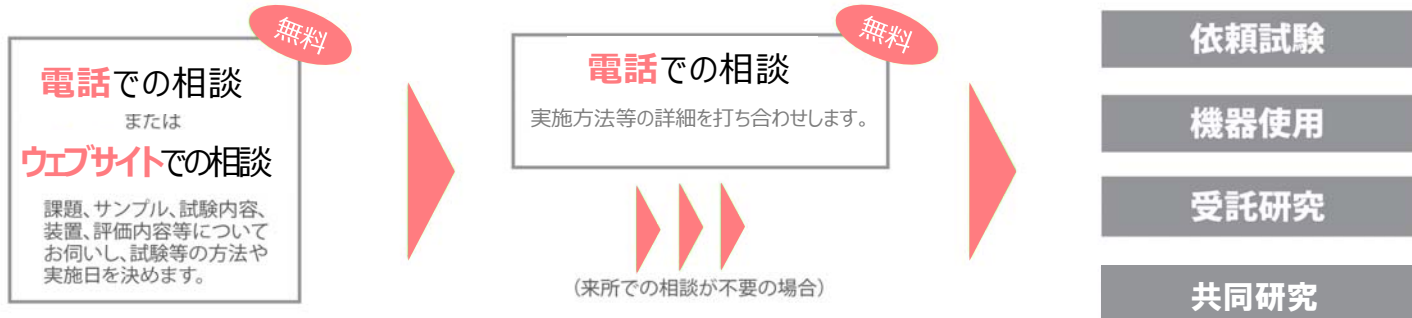 無料
電話での相談
または
ウェブサイトでの相談
課題、サンプル、試験内容、
装置、評価内容等について
お伺いし、試験等の方法や
実施日を決めます。
無料
電話での相談
実施方法等の詳細を打ち合わせします。
（来所での相談が不要の場合）
依頼試験
機器使用
受託研究
共同研究